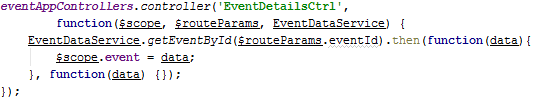 eventAppControllers.controller('EventDetailsCtrl',
function($scope, $routeParams, EventDataService) {
EventDataService.getEventById($routeParams.eventId).then(function(data){
$scope.event = data;
}, function(data) {});
});